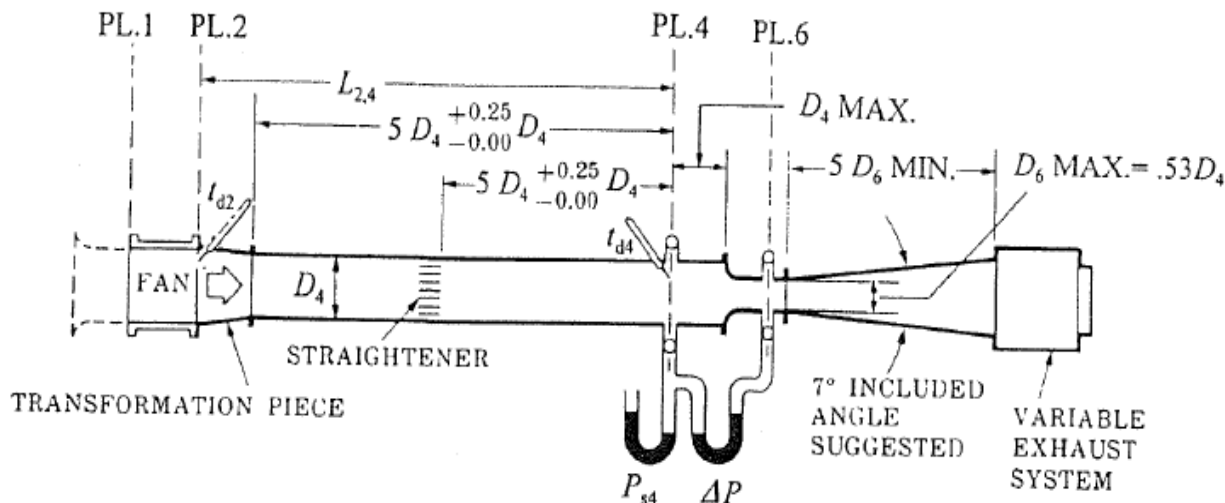 PL.1
PL.2
PL.4
PL.6
L2,4
D4 MAX.
5 D4 +0.25 -0.00 D4
5 D4 +0.25 -0.00 D4
5 D6 MIN.
D6 MAX.= .53D4
td2
td4
FAN
D4
STRAIGHTENER
TRANSFORMATION PIECE
7° INCLUDED
ANGLE
SUGGESTED
VARIABLE
EXHAUST
SYSTEM
Ps4
ΔP